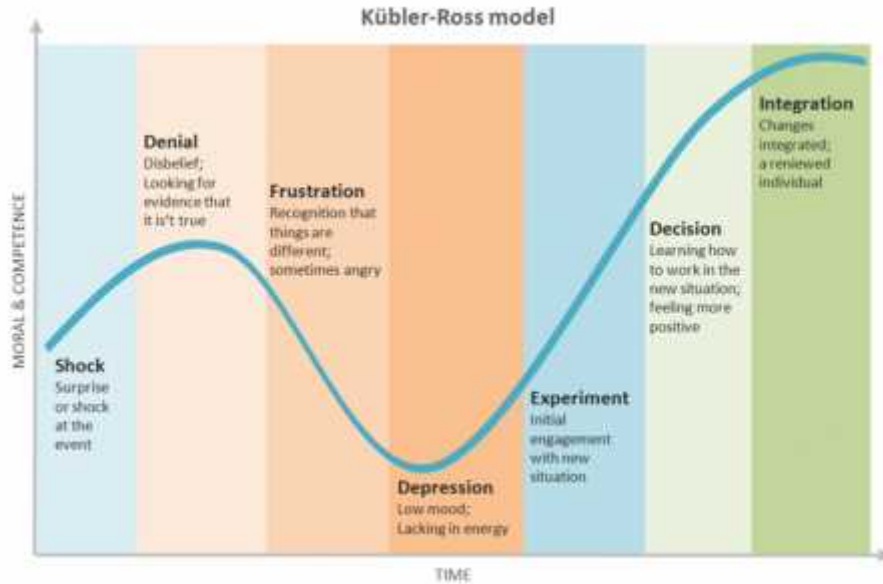 Kübler-Ross model
MORAL & COMPETENCE
Shock
Surprise
or shock
at the
event
Denial
Disbelief;
Looking for
evidence that
it is't true
Frustration
Recognition that
things are
different;
sometimes angry
Depression
Low mood;
Lacking in energy
Experiment
Initial
engagement
with new
situation
Decision
Learning how
to work in the
new situation;
feeling more
positive
Integration
Changes
integrated;
a reniewed
individual
TIME